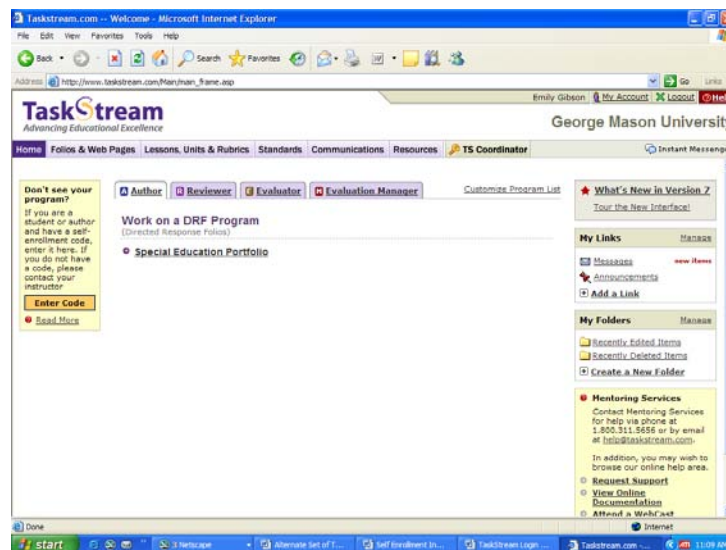 Taskstream.com -- Welcome - Microsoft Internet Explorer
File Edit View Favorites Tools Help
Back Search Favorites
Address http://www.taskstream.com/Main/main_frame.asp Go Links
Emily Gibson My Account Logout Hel
TaskStream
Advancing Educational Excellence
George Mason Universit
Home Folios & Web Pages Lessons, Units & Rubrics Standards Communications Resources TS Coordinator Instant Messeng
Don't see your program?
If you are a student or author and have a self-enrollment code, enter it here. If you do not have a code, please contact your instructor
Enter Code
Read More
Author Reviewer Evaluator Evaluation Manager Customize Program List
Work on a DRF Program
(Directed Response Folios)
Special Education Portfolio
What's New in Version 7
Tour the New Interface!
My Links Manage
Messages new items
Announcements
Add a Link
My Folders Manage
Recently Edited Items
Recently Deleted Items
Create a New Folder
Mentoring Services
Contact Mentoring Services
for help via phone at
1.800.311.5656 or by email
at help@taskstream.com.
In addition, you may wish to
browse our online help area.
Request Support
View Online
Documentation
Attend a WebCast
Done Internet
start 3 Netscape Alternate Set of T... Self Enrollment In... TaskStream Login ... Taskstream.com -... 11:09 AM